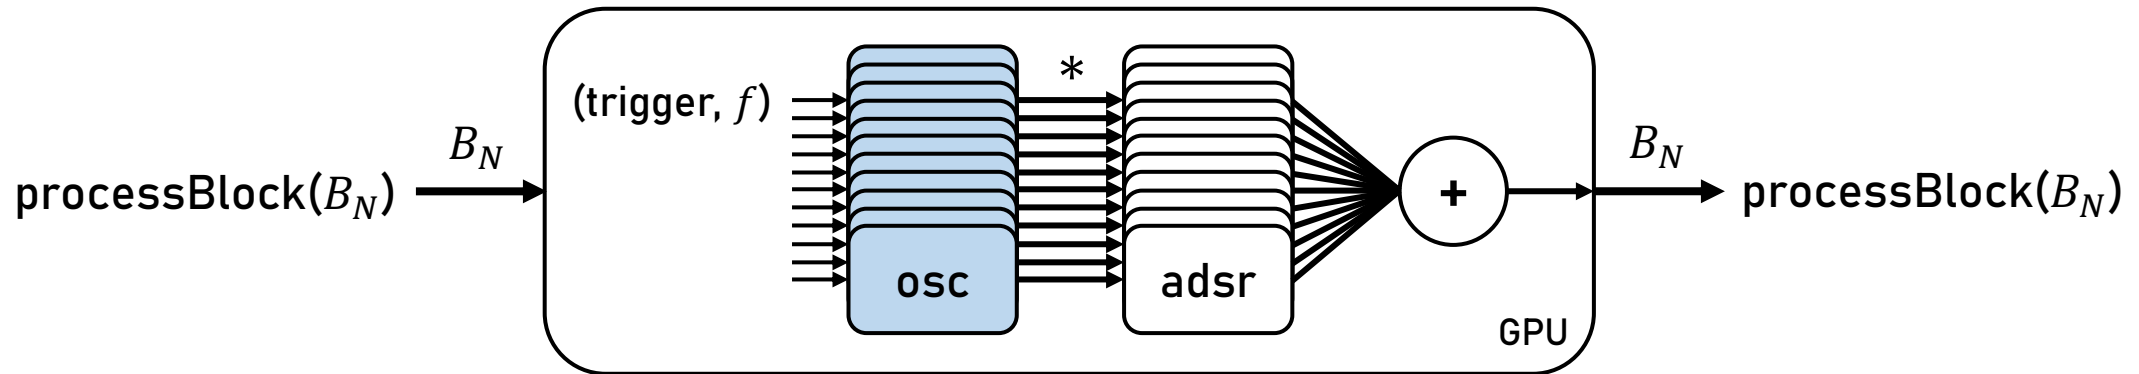 processBlock(B_N)
B_N
(trigger, f)
osc
*
adsr
+
GPU
B_N
processBlock(B_N)